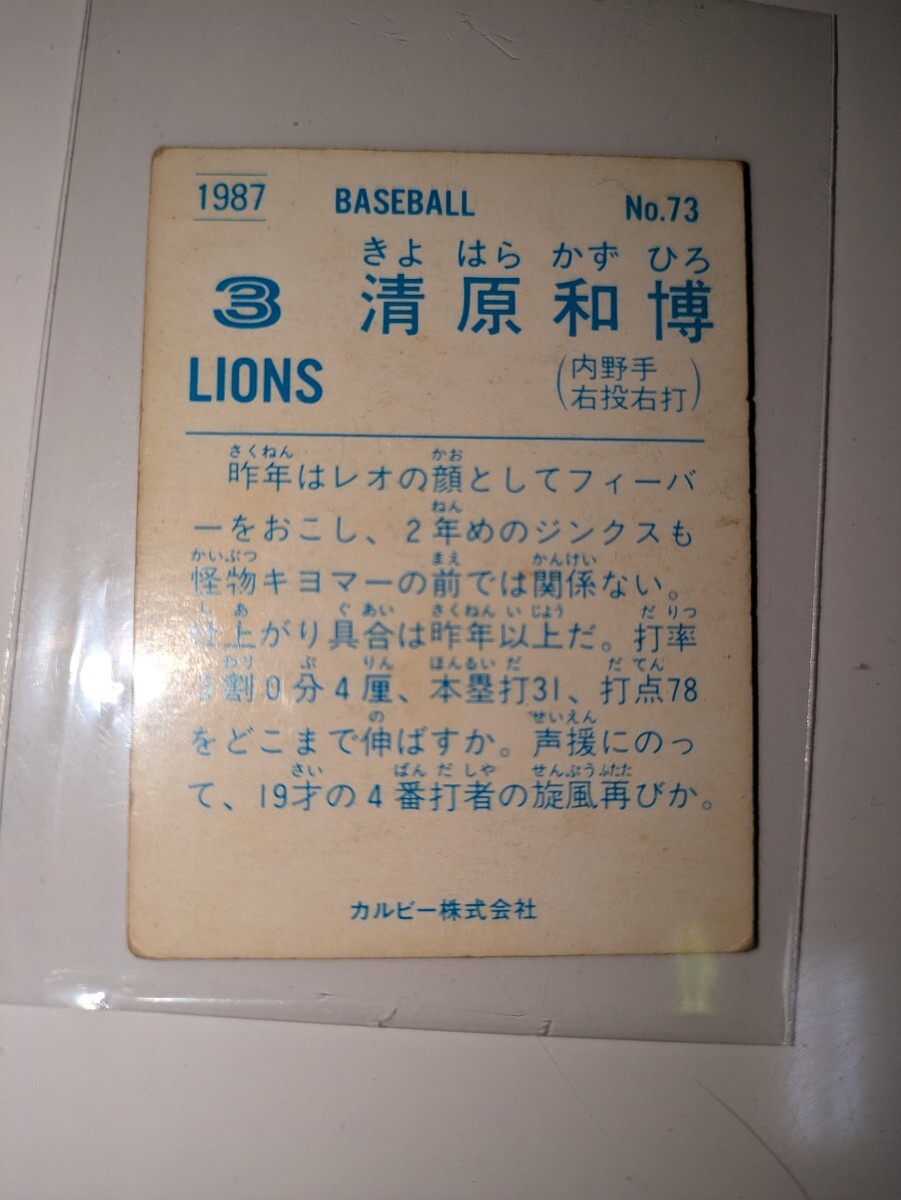 1987 BASEBALL No.73
きよ はら かず ひろ
3 清原和博
LIONS (内野手
右投右打)
さくねん かお
昨年はレオの顔としてフィーバ
ねん
ーをおこし、2年めのジンクスも
かいぶつ まえ かんけい
怪物キヨマーの前では関係ない。
し あ ぐ あい さくねん い じょう だ りつ
仕上がり具合は昨年以上だ。打率
わり ぶ りん ほんるい だ だ てん
3割0分4厘、本塁打31、打点78
の せいえん
をどこまで伸ばすか。声援にのっ
さい ばん だ しゃ せんぷう ふたた
て、19才の4番打者の旋風再びか。
カルビー株式会社